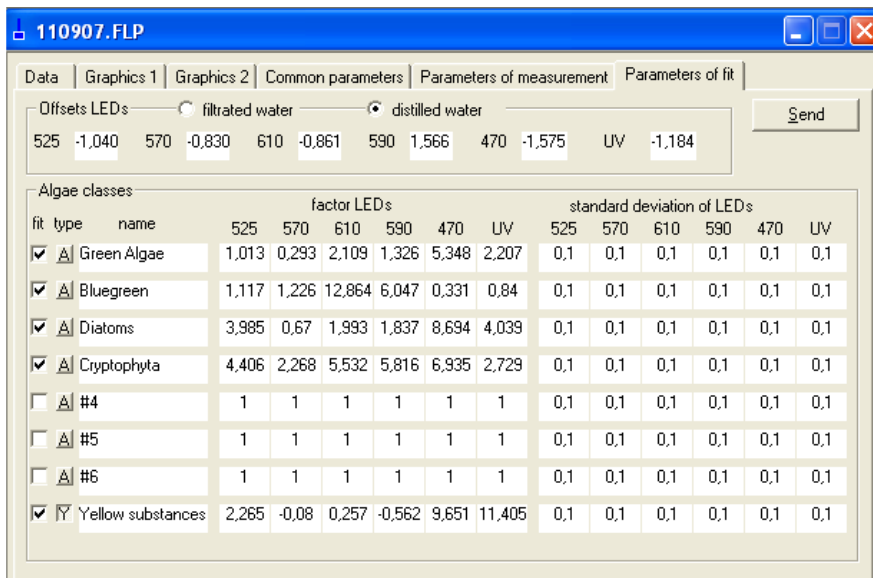 110907.FLP
Data Graphics 1 Graphics 2 Common parameters Parameters of measurement Parameters of fit
Offsets LEDs filtrated water distilled water Send
525 -1,040 570 -0,830 610 -0,861 590 1,566 470 -1,575 UV -1,184
Algae classes
factor LEDs standard deviation of LEDs
fit type name 525 570 610 590 470 UV 525 570 610 590 470 UV
A Green Algae 1,013 0,293 2,109 1,326 5,348 2,207 0,1 0,1 0,1 0,1 0,1 0,1
A Bluegreen 1,117 1,226 12,864 6,047 0,331 0,84 0,1 0,1 0,1 0,1 0,1 0,1
A Diatoms 3,985 0,67 1,993 1,837 8,694 4,039 0,1 0,1 0,1 0,1 0,1 0,1
A Cryptophyta 4,406 2,268 5,532 5,816 6,935 2,729 0,1 0,1 0,1 0,1 0,1 0,1
A #4 1 1 1 1 1 1 0,1 0,1 0,1 0,1 0,1 0,1
A #5 1 1 1 1 1 1 0,1 0,1 0,1 0,1 0,1 0,1
A #6 1 1 1 1 1 1 0,1 0,1 0,1 0,1 0,1 0,1
Y Yellow substances 2,265 -0,08 0,257 -0,562 9,651 11,405 0,1 0,1 0,1 0,1 0,1 0,1